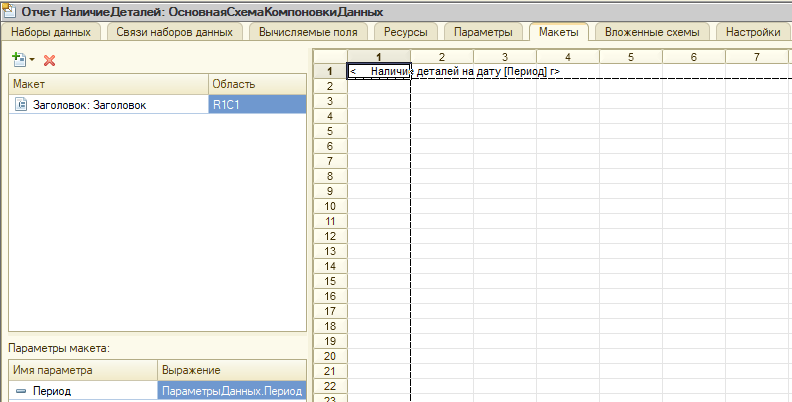 Отчет НаличиеДеталей: ОсновнаяСхемаКомпоновкиДанных
Наборы данных Связи наборов данных Вычисляемые поля Ресурсы Параметры Макеты Вложенные схемы Настройки
Макет Область
Заголовок: Заголовок R1C1
1 2 3 4 5 6 7
1 < Наличие деталей на дату [Период] г>
2
3
4
5
6
7
8
9
10
11
12
13
14
15
16
17
18
19
20
21
22
23
Параметры макета:
Имя параметра Выражение
Период ПараметрыДанных.Период